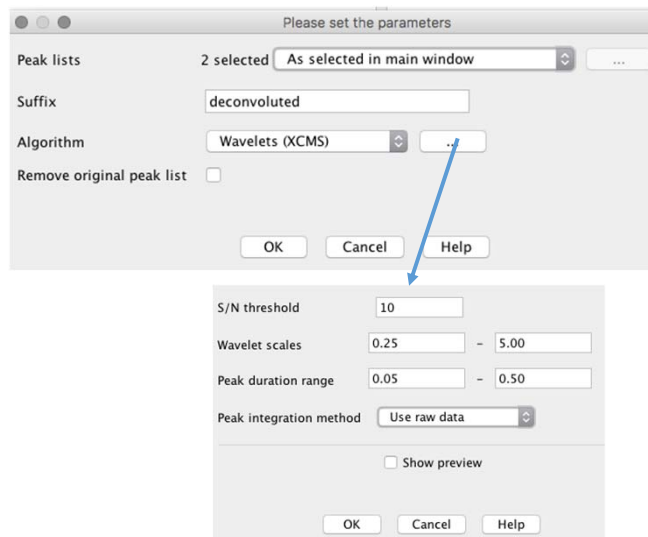 Please set the parameters
Peak lists 2 selected As selected in main window ...
Suffix deconvoluted
Algorithm Wavelets (XCMS) ...
Remove original peak list
OK Cancel Help
S/N threshold 10
Wavelet scales 0.25 - 5.00
Peak duration range 0.05 - 0.50
Peak integration method Use raw data
Show preview
OK Cancel Help